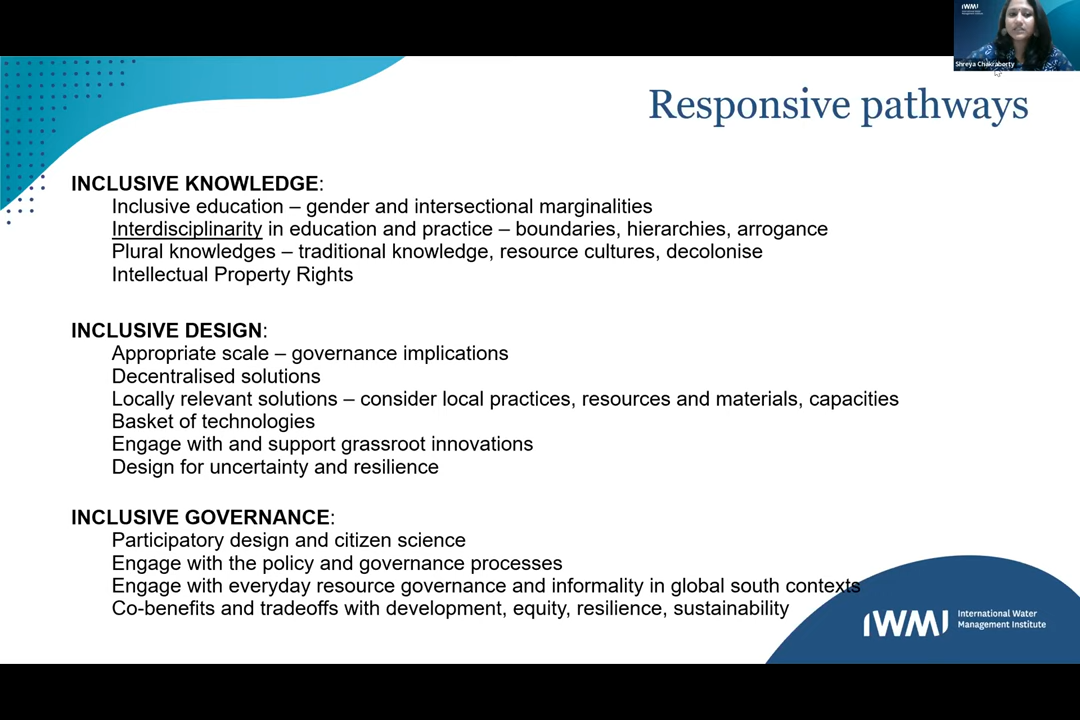 IWMI
Shreya Chakraborty
Responsive pathways
INCLUSIVE KNOWLEDGE:
Inclusive education – gender and intersectional marginalities
Interdisciplinarity in education and practice – boundaries, hierarchies, arrogance
Plural knowledges – traditional knowledge, resource cultures, decolonise
Intellectual Property Rights
INCLUSIVE DESIGN:
Appropriate scale – governance implications
Decentralised solutions
Locally relevant solutions – consider local practices, resources and materials, capacities
Basket of technologies
Engage with and support grassroot innovations
Design for uncertainty and resilience
INCLUSIVE GOVERNANCE:
Participatory design and citizen science
Engage with the policy and governance processes
Engage with everyday resource governance and informality in global south contexts
Co-benefits and tradeoffs with development, equity, resilience, sustainability
IWMI
International Water
Management Institute